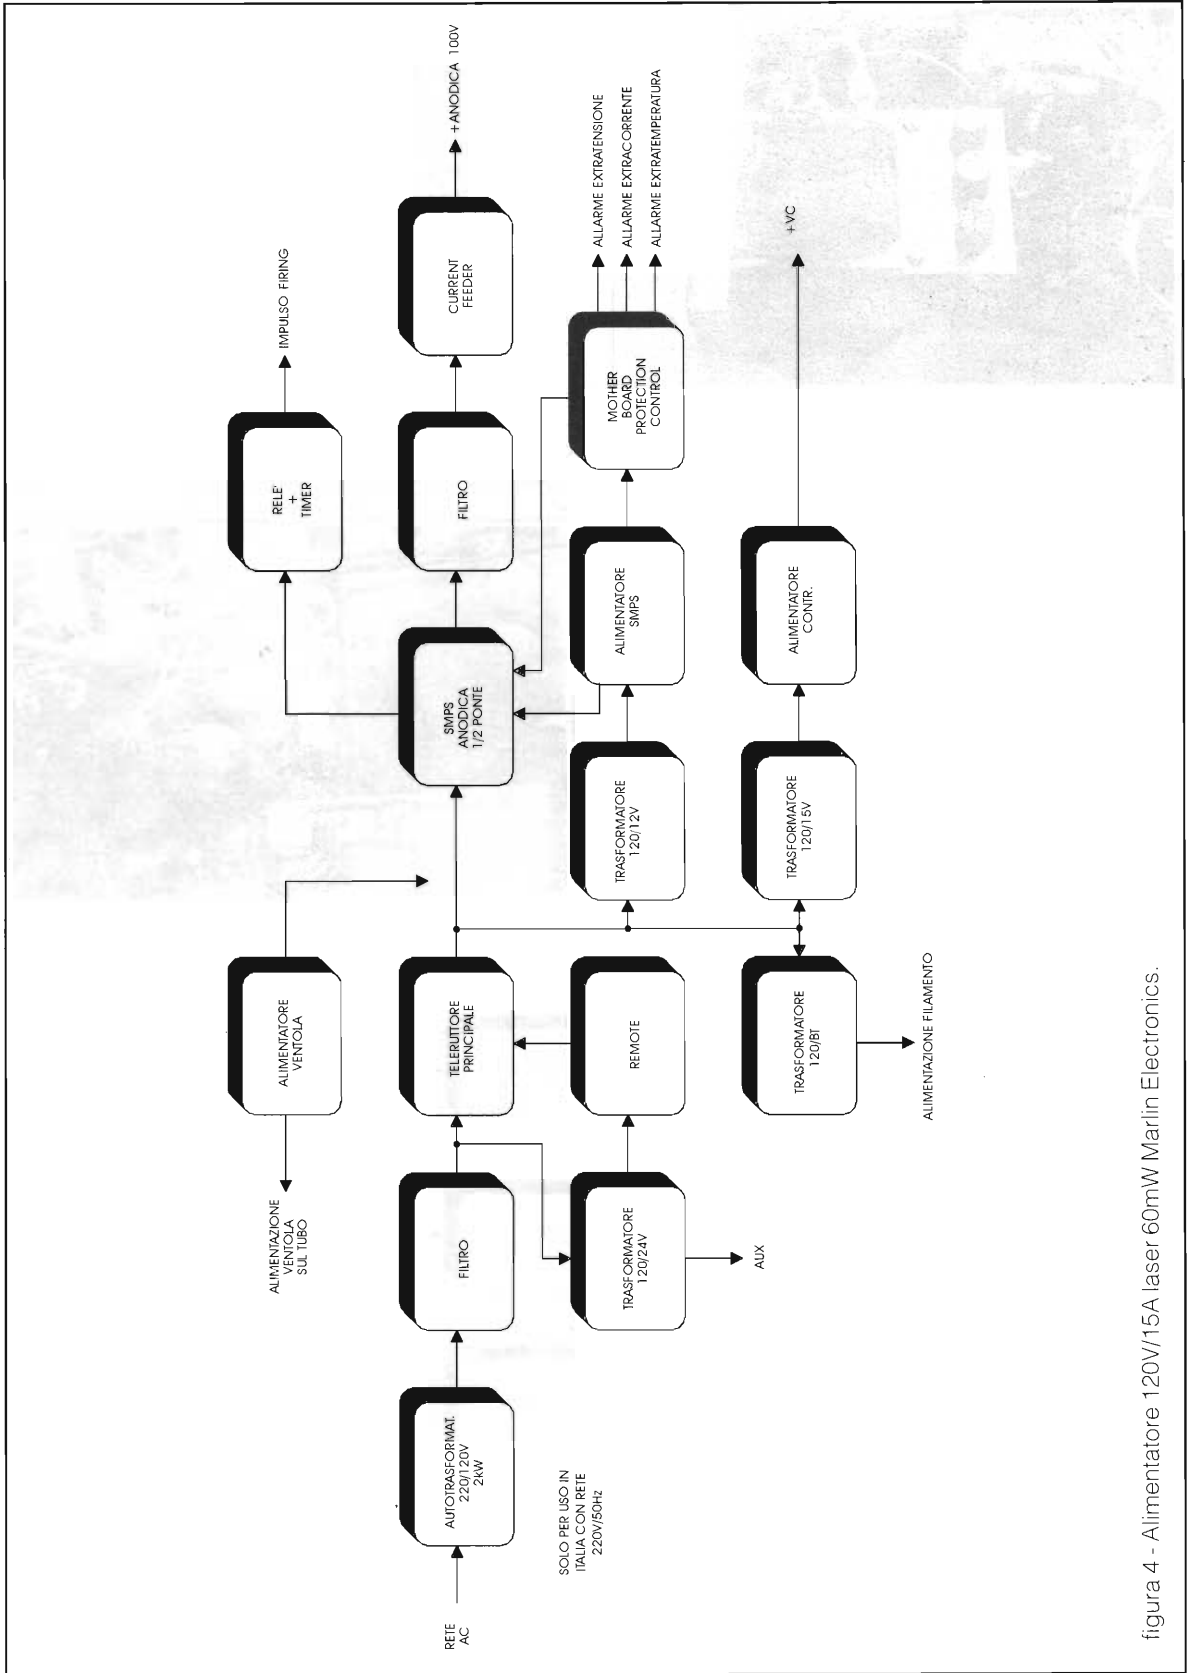 RETE
AC
AUTOTRASFORMAT.
220/120V
2kW
SOLO PER USO IN
ITALIA CON RETE
220V/50Hz
FILTRO
TRASFORMATORE
120/24V
AUX
ALIMENTAZIONE
VENTOLA
SUL TUBO
ALIMENTATORE
VENTOLA
TELERUTTORE
PRINCIPALE
REMOTE
TRASFORMATORE
120/BT
ALIMENTAZIONE FILAMENTO
SMPS
ANODICA
1/2 PONTE
TRASFORMATORE
120/12V
TRASFORMATORE
120/15V
RELE'
+
TIMER
IMPULSO FIRING
FILTRO
ALIMENTATORE
SMPS
ALIMENTATORE
CONTR.
CURRENT
FEEDER
+ANODICA 100V
MOTHER
BOARD
PROTECTION
CONTROL
ALLARME EXTRATENSIONE
ALLARME EXTRACORRENTE
ALLARME EXTRATEMPERATURA
+VC
figura 4 - Alimentatore 120V/15A laser 60mW Marlin Electronics.